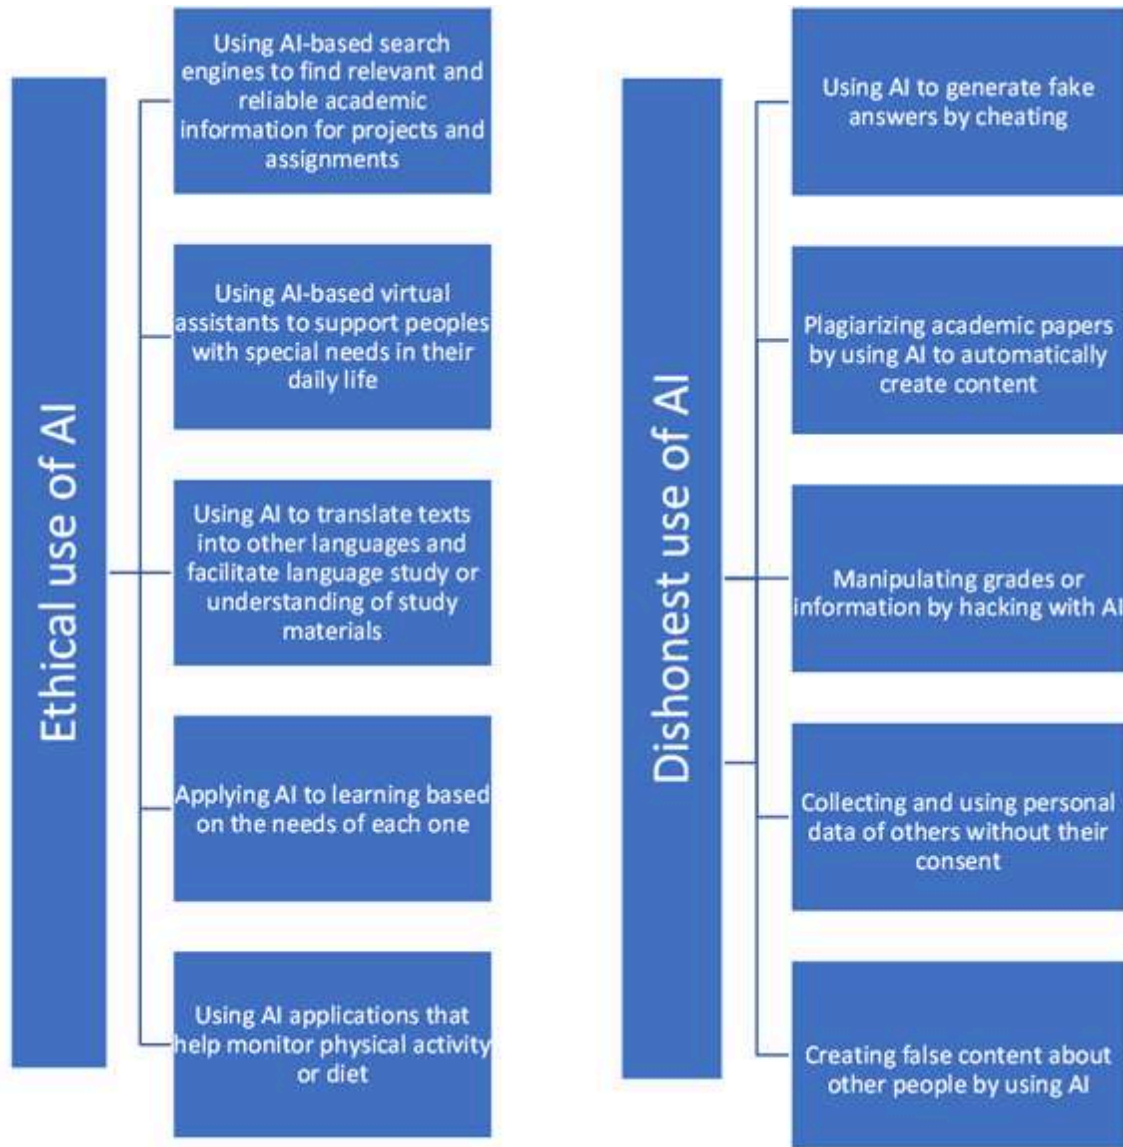 Ethical use of AI
Using AI-based search
engines to find relevant and
reliable academic
information for projects and
assignments
Using AI-based virtual
assistants to support peoples
with special needs in their
daily life
Using AI to translate texts
into other languages and
facilitate language study or
understanding of study
materials
Applying AI to learning based
on the needs of each one
Using AI applications that
help monitor physical activity
or diet
Dishonest use of AI
Using AI to generate fake
answers by cheating
Plagiarizing academic papers
by using AI to automatically
create content
Manipulating grades or
information by hacking with AI
Collecting and using personal
data of others without their
consent
Creating false content about
other people by using AI